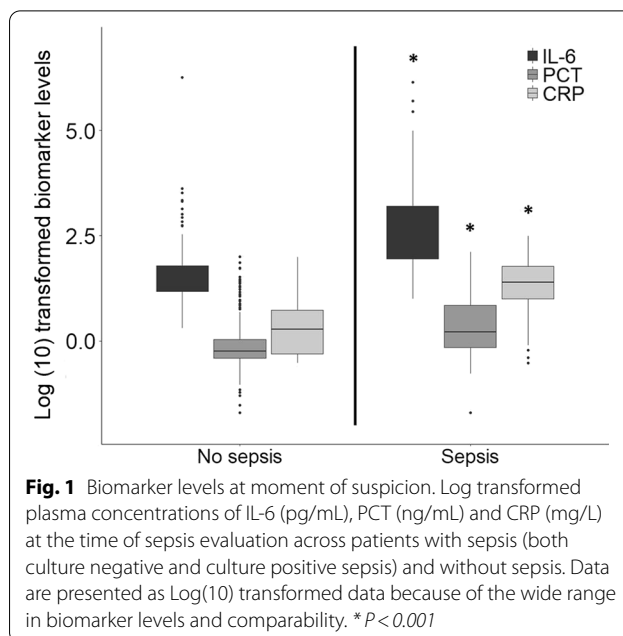 IL-6
PCT
CRP
*
*
*
Log (10) transformed biomarker levels
5.0
2.5
0.0
No sepsis
Sepsis
Fig. 1 Biomarker levels at moment of suspicion. Log transformed
plasma concentrations of IL-6 (pg/mL), PCT (ng/mL) and CRP (mg/L)
at the time of sepsis evaluation across patients with sepsis (both
culture negative and culture positive sepsis) and without sepsis. Data
are presented as Log(10) transformed data because of the wide range
in biomarker levels and comparability. * P < 0.001